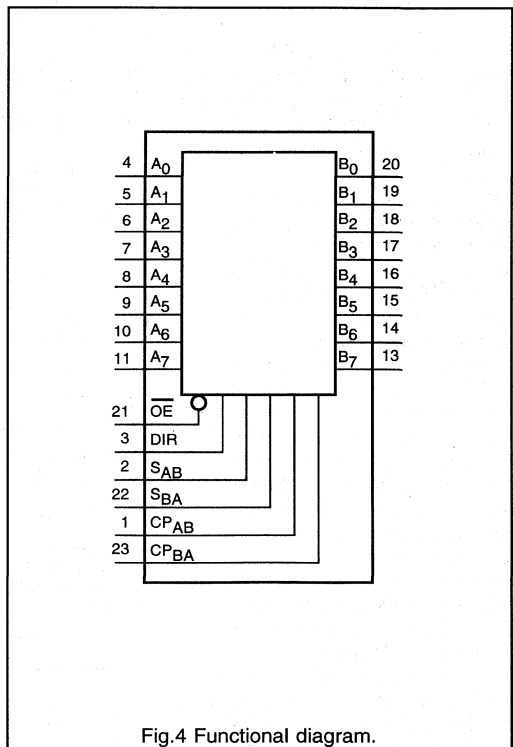 4 A0 B0 20
5 A1 B1 19
6 A2 B2 18
7 A3 B3 17
8 A4 B4 16
9 A5 B5 15
10 A6 B6 14
11 A7 B7 13
21 O̅E̅
3 DIR
2 SAB
22 SBA
1 CPAB
23 CPBA
Fig.4 Functional diagram.